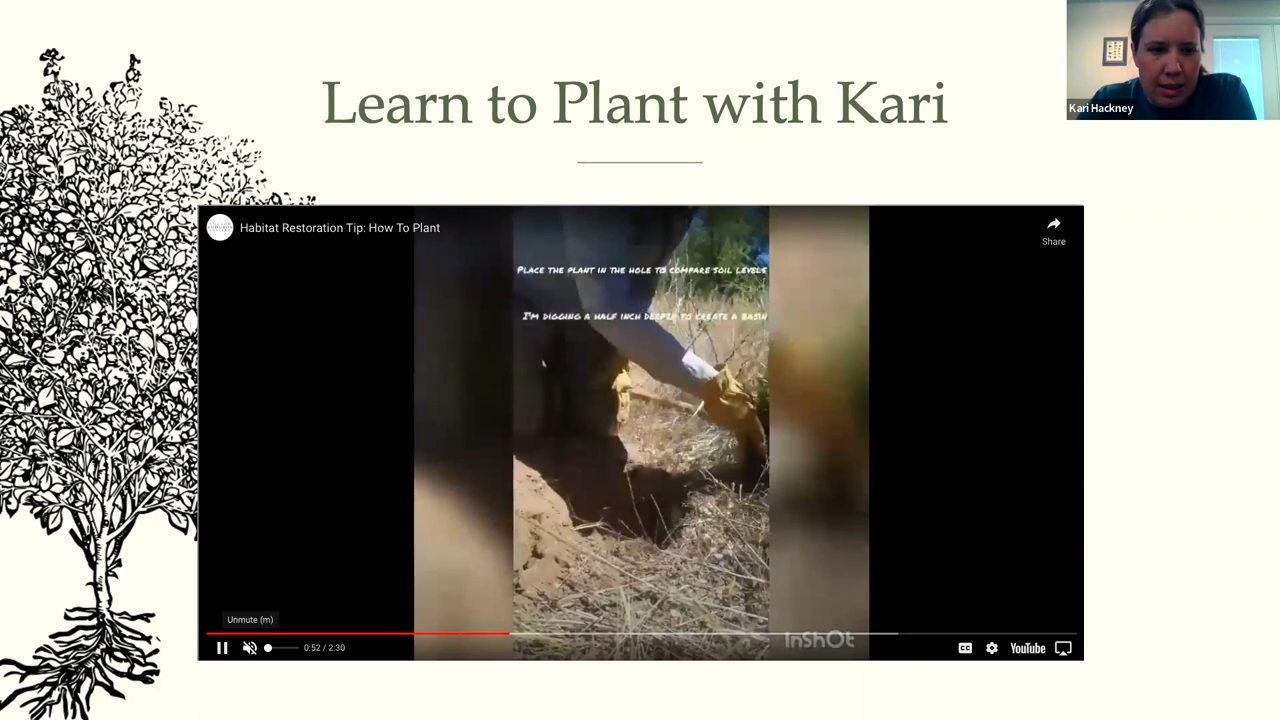 Learn to Plant with Kari
Kari Hackney
Habitat Restoration Tip: How To Plant
Share
PLACE THE PLANT IN THE HOLE TO COMPARE SOIL LEVELS
I'M DIGGING A HALF INCH DEEPER TO CREATE A BASIN
Unmute (m)
InShOt
0:52 / 2:30
CC
YouTube